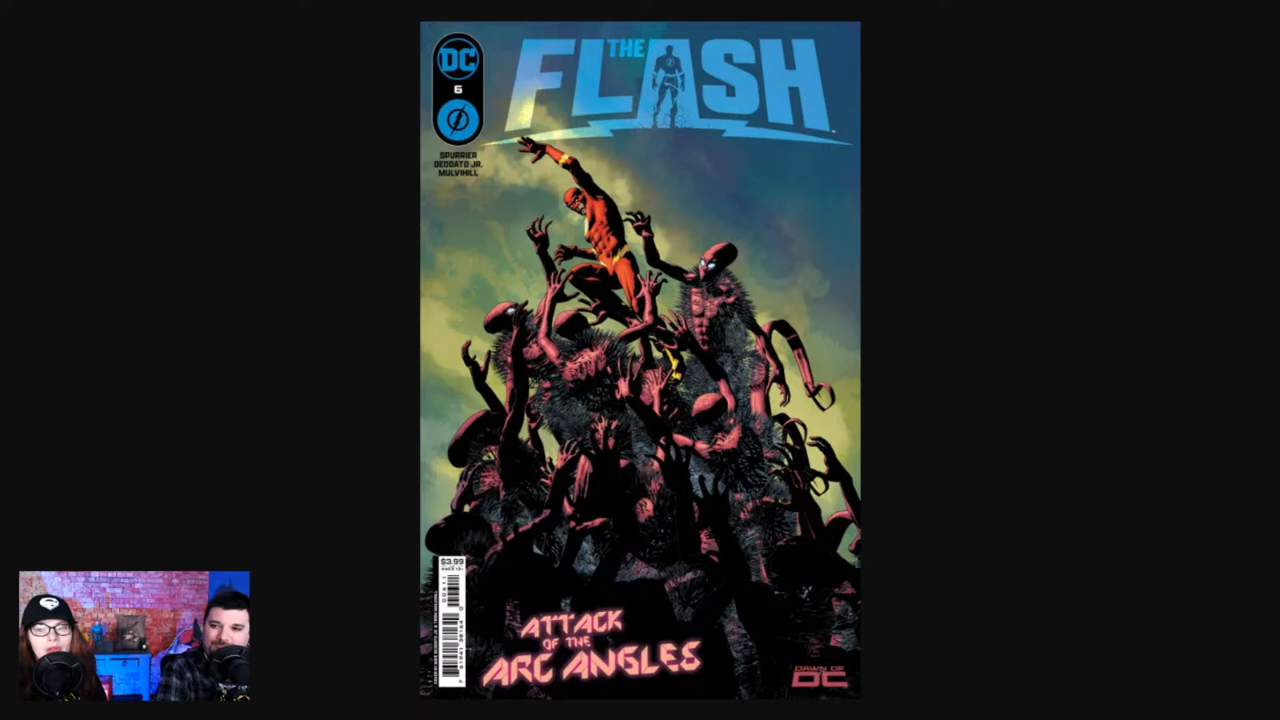 DC
6
THE
FLASH
SPURRIER
DEODATO JR.
MULVIHILL
$3.99
ATTACK
OF THE
ARC ANGLES
DAWN OF
DC